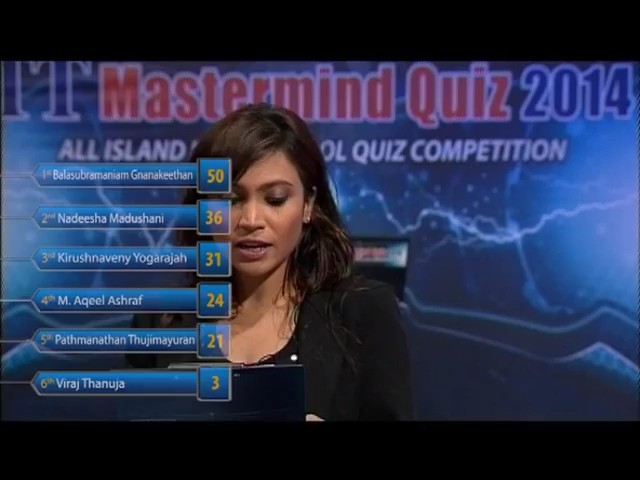 IT Mastermind Quiz 2014
ALL ISLAND OL QUIZ COMPETITION
1st Balasubramaniam Gnanakeethan 50
2nd Nadeesha Madushani 36
3rd Kirushnaveny Yogarajah 31
4th M. Aqeel Ashraf 24
5th Pathmanathan Thujimayuran 21
6th Viraj Thanuja 3